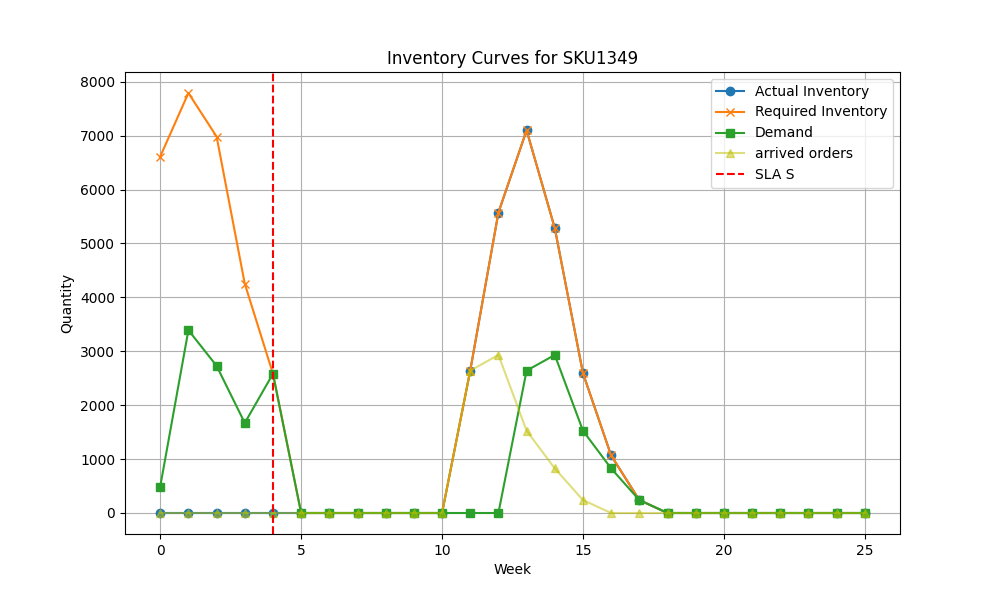 Inventory Curves for SKU1349
8000
7000
6000
5000
4000
3000
2000
1000
0
Quantity
Actual Inventory
Required Inventory
Demand
arrived orders
SLA S
0 5 10 15 20 25
Week